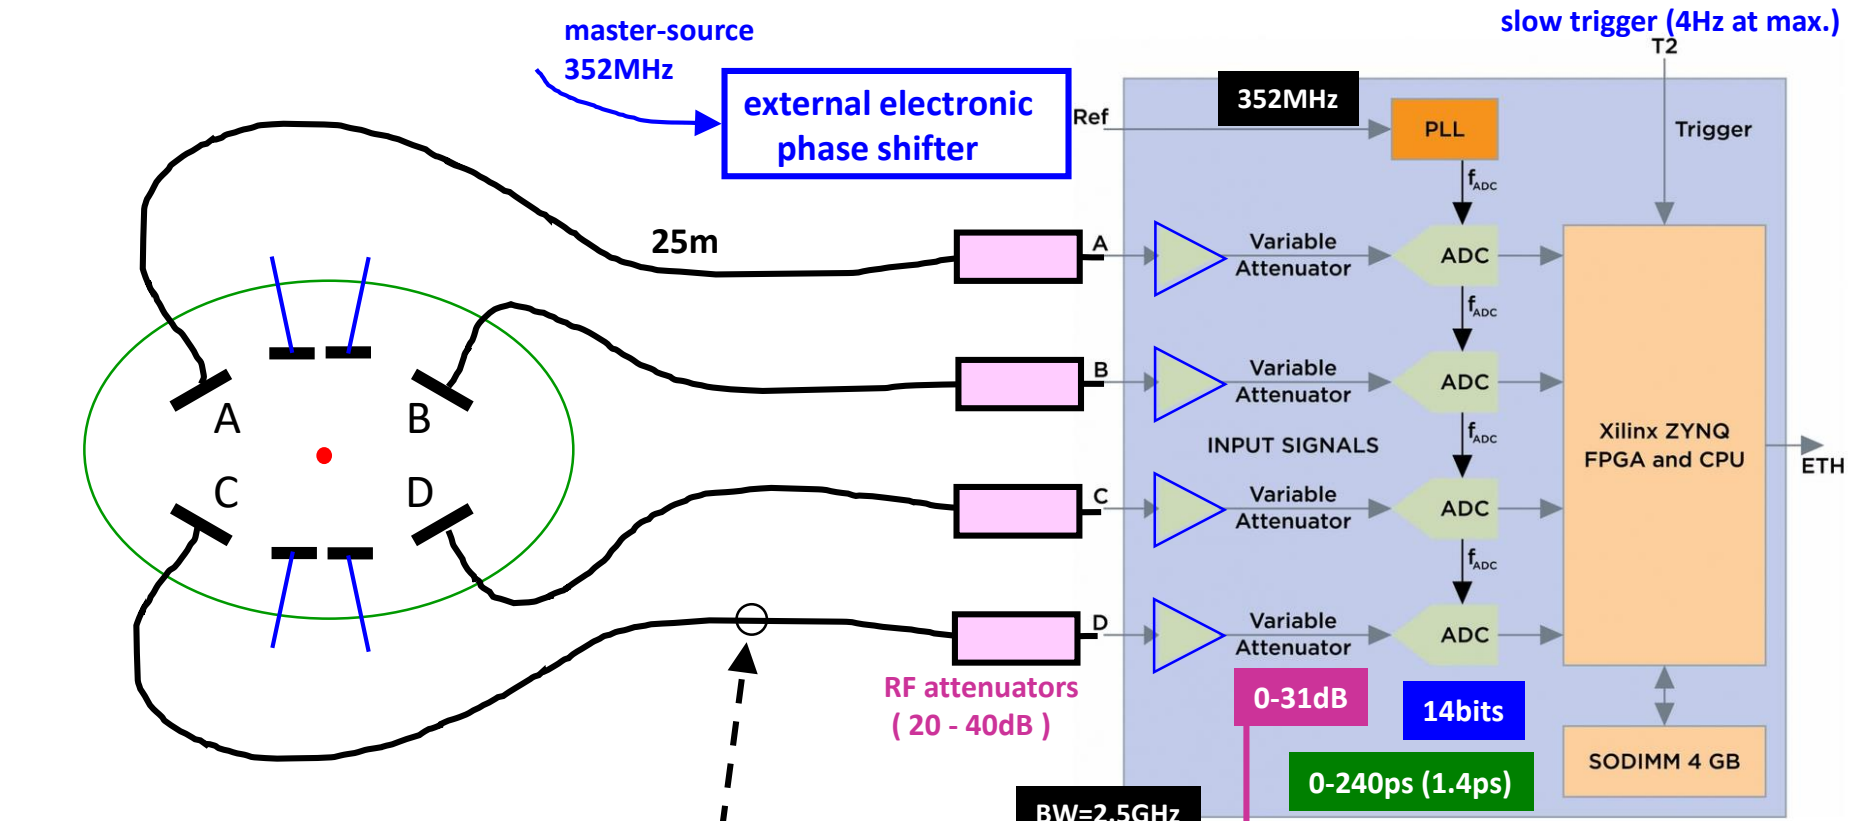 slow trigger (4Hz at max.)
T2
master-source
352MHz
external electronic
phase shifter
Ref
352MHz
PLL
Trigger
fADC
25m
A
Variable
Attenuator
ADC
fADC
B
Variable
Attenuator
ADC
A
B
fADC
INPUT SIGNALS
Xilinx ZYNQ
FPGA and CPU
ETH
C
D
C
Variable
Attenuator
ADC
fADC
D
Variable
Attenuator
ADC
RF attenuators
( 20 - 40dB )
0-31dB
14bits
SODIMM 4 GB
0-240ps (1.4ps)
BW=2.5GHz